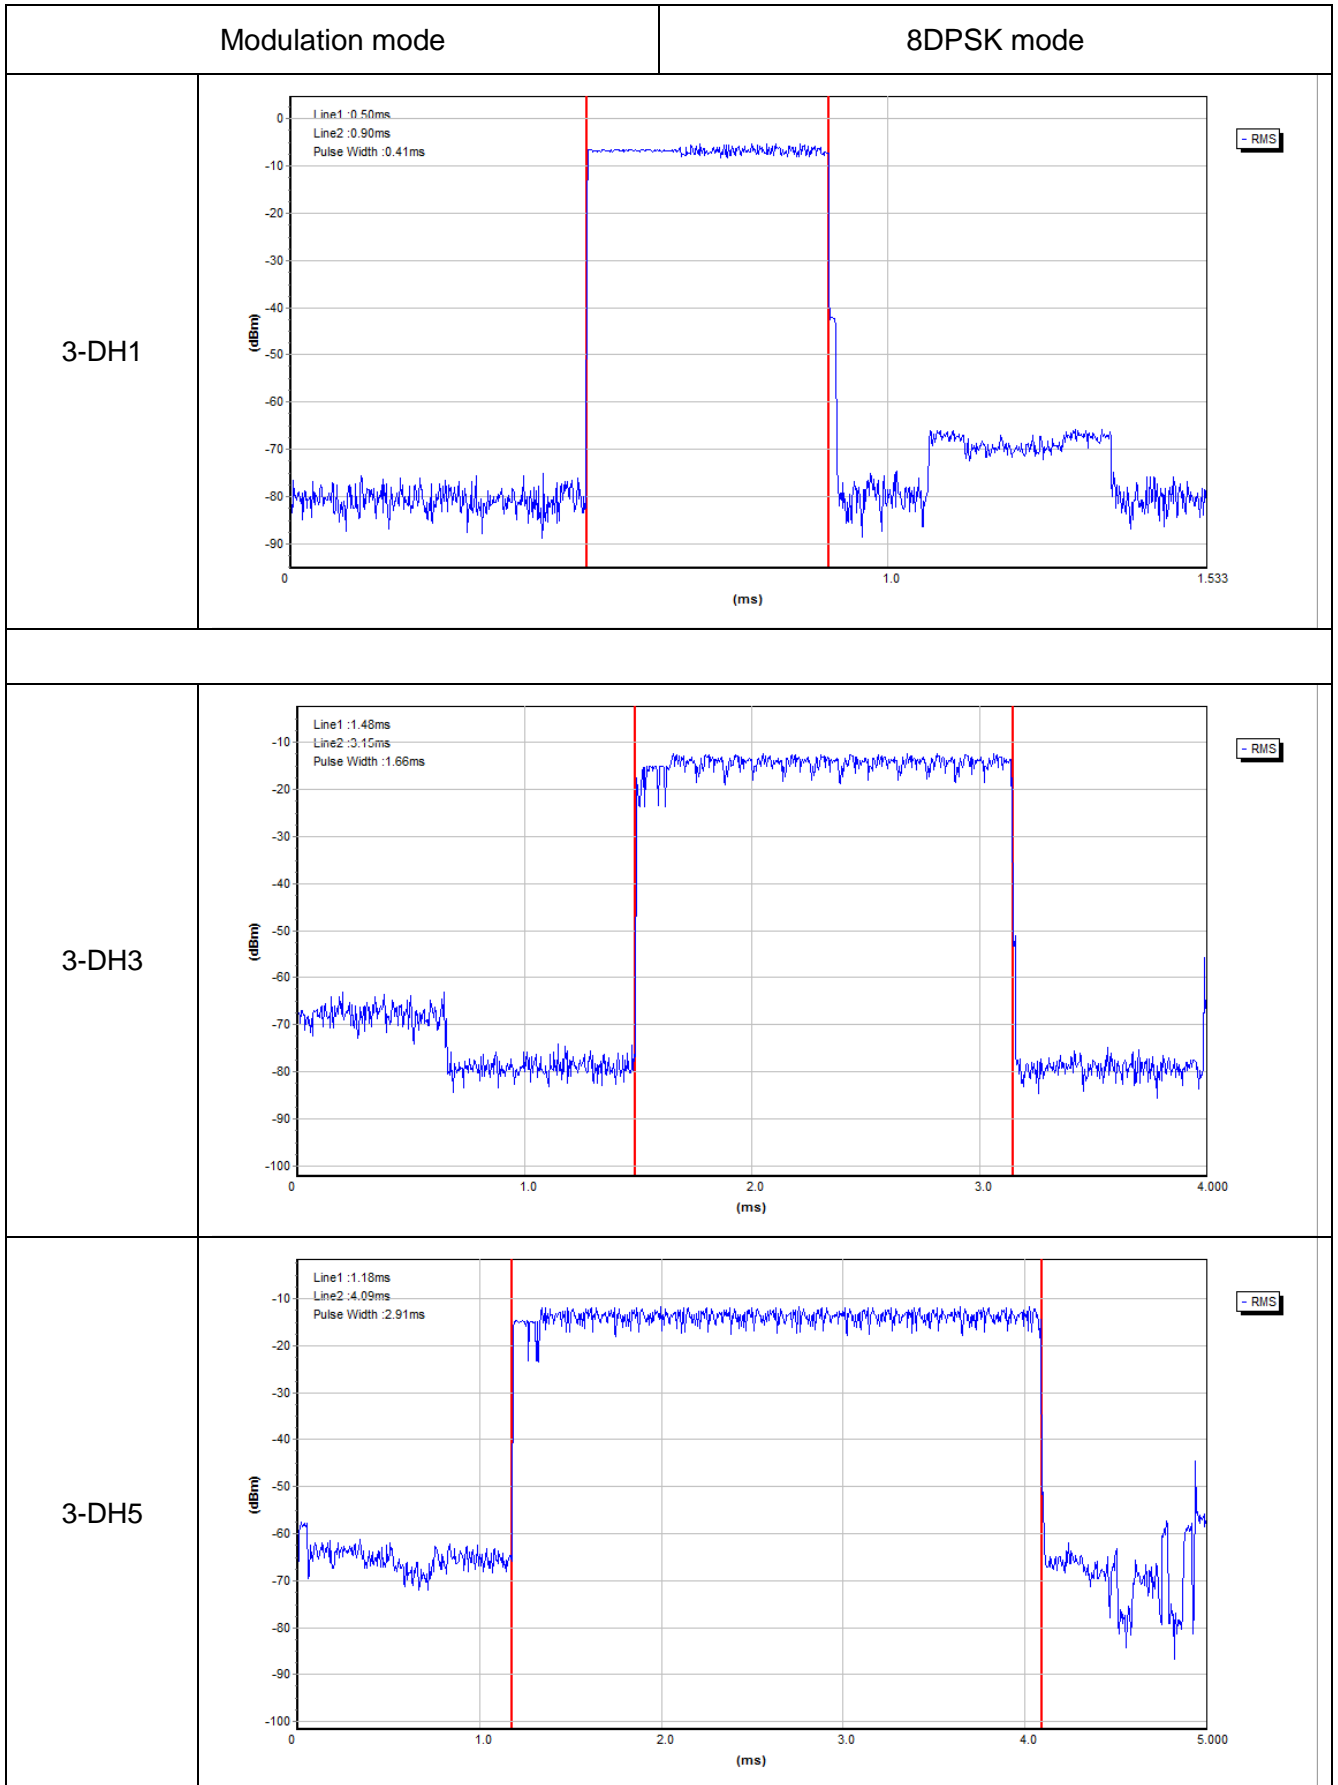 Modulation mode
8DPSK mode
3-DH1
Line1 :0.50ms
Line2 :0.90ms
Pulse Width :0.41ms
- RMS
0
-10
-20
-30
-40
-50
-60
-70
-80
-90
(dBm)
0
1.0
1.533
(ms)
3-DH3
Line1 :1.48ms
Line2 :3.15ms
Pulse Width :1.66ms
- RMS
-10
-20
-30
-40
-50
-60
-70
-80
-90
-100
(dBm)
0
1.0
2.0
3.0
4.000
(ms)
3-DH5
Line1 :1.18ms
Line2 :4.09ms
Pulse Width :2.91ms
- RMS
-10
-20
-30
-40
-50
-60
-70
-80
-90
-100
(dBm)
0
1.0
2.0
3.0
4.0
5.000
(ms)